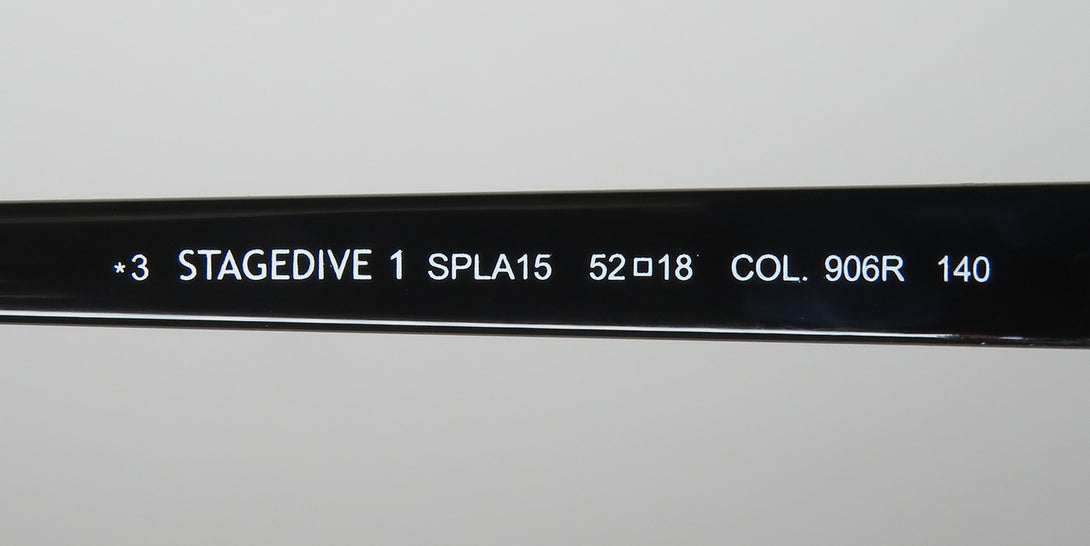 *3 STAGEDIVE 1 SPLA15 52□18 COL. 906R 140